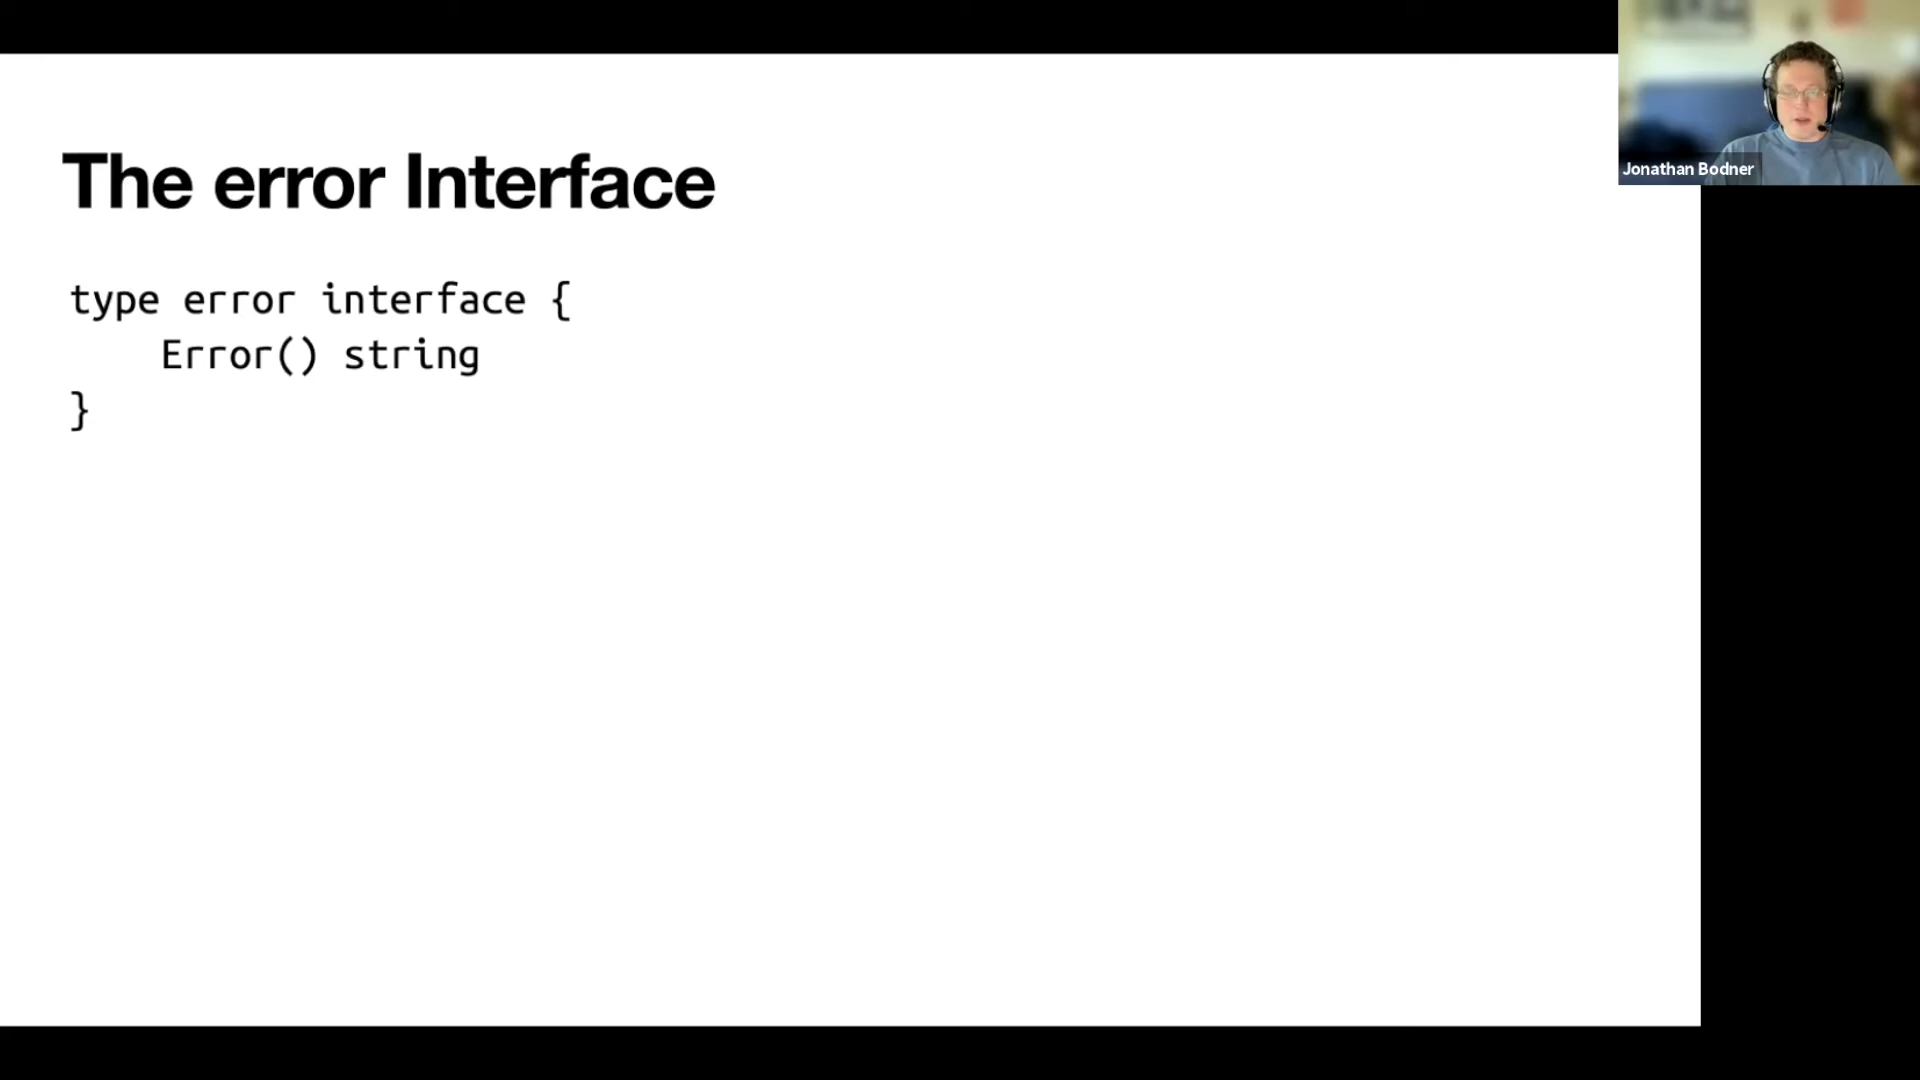 The error Interface
type error interface {
    Error() string
}
Jonathan Bodner